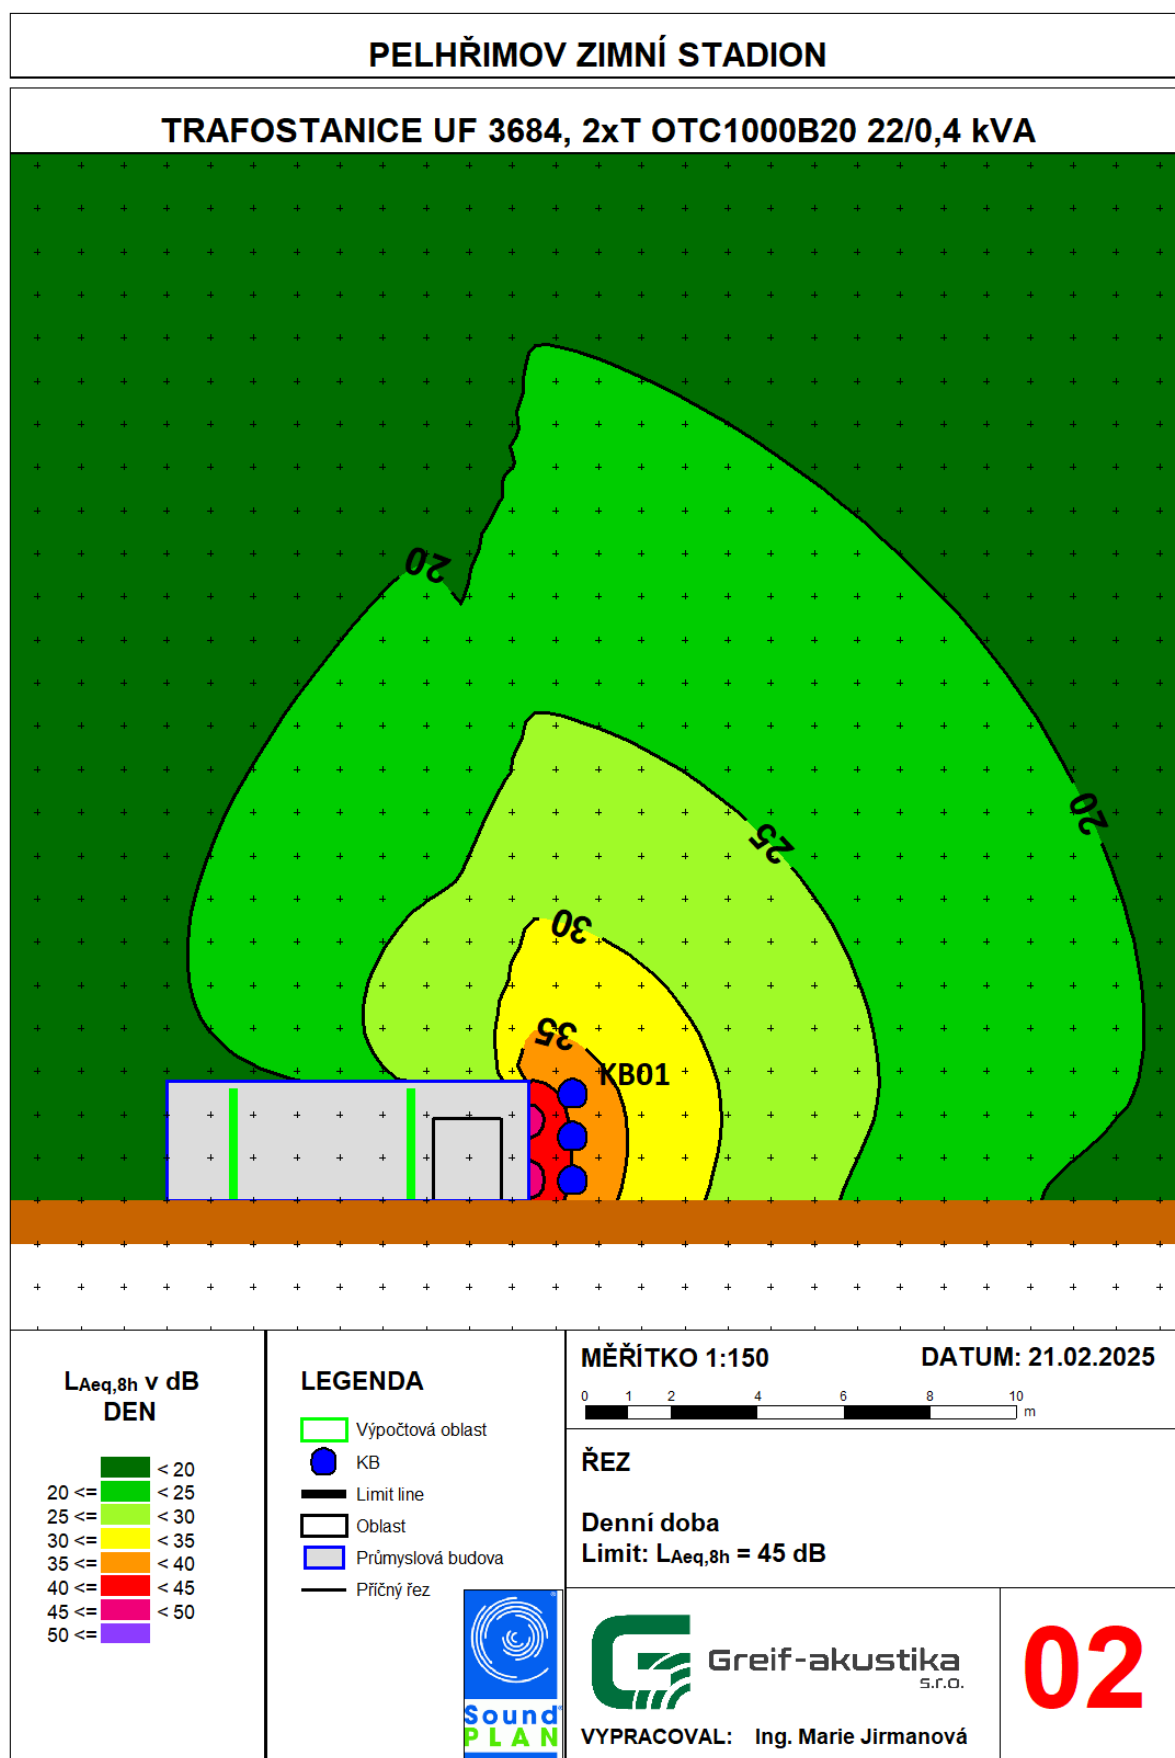 PELHŘIMOV ZIMNÍ STADION
TRAFOSTANICE UF 3684, 2xT OTC1000B20 22/0,4 kVA
20
20
25
30
35
KB01
LAeq,8h v dB
DEN
< 20
20 <= < 25
25 <= < 30
30 <= < 35
35 <= < 40
40 <= < 45
45 <= < 50
50 <=
LEGENDA
Výpočtová oblast
KB
Limit line
Oblast
Průmyslová budova
Příčný řez
SoundPLAN
MĚŘÍTKO 1:150 DATUM: 21.02.2025
0 1 2 4 6 8 10
m
ŘEZ
Denní doba
Limit: LAeq,8h = 45 dB
Greif-akustika
s.r.o.
VYPRACOVAL: Ing. Marie Jirmanová
02